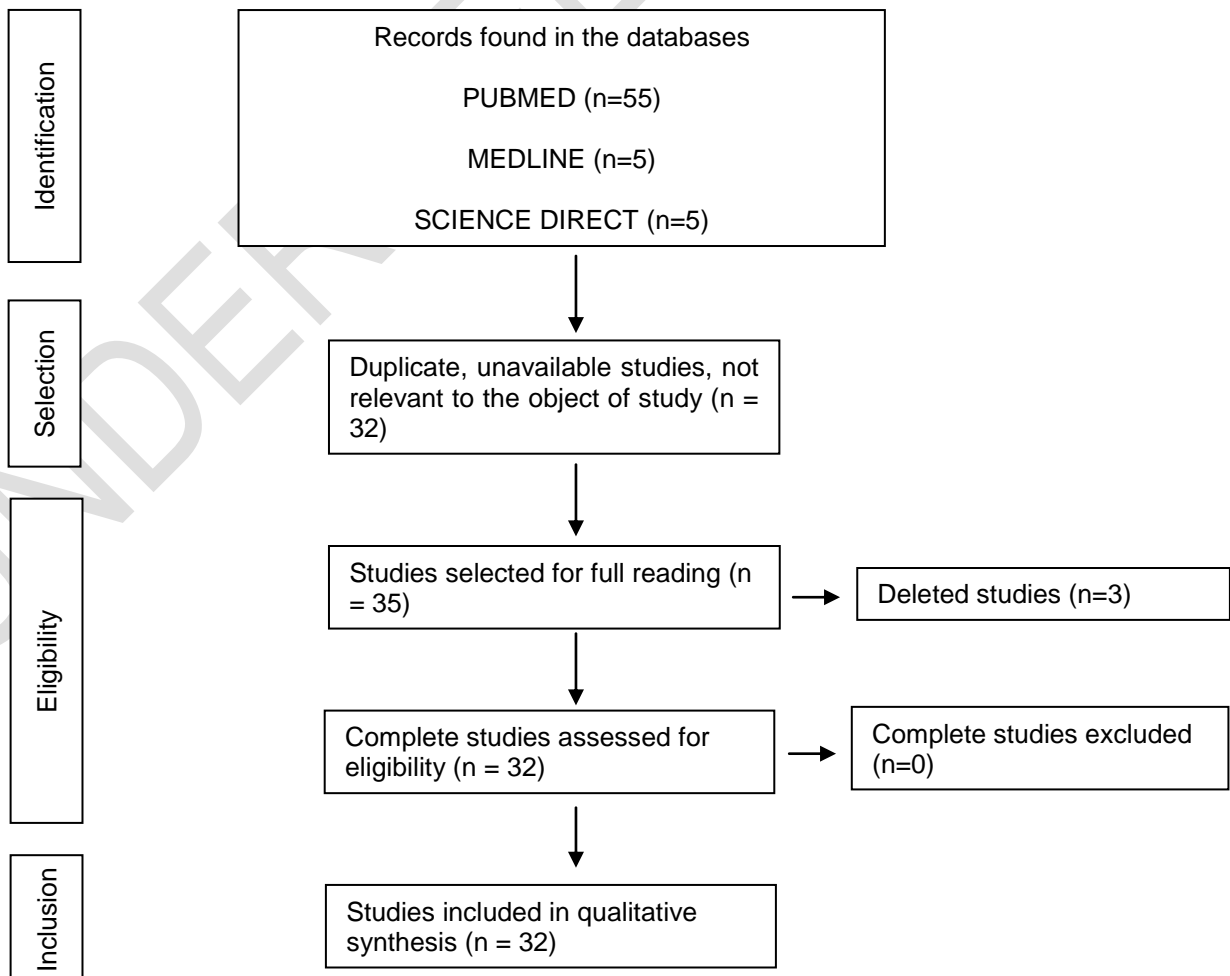 Identification
Records found in the databases
PUBMED (n=55)
MEDLINE (n=5)
SCIENCE DIRECT (n=5)
Selection
Duplicate, unavailable studies, not
relevant to the object of study (n =
32)
Eligibility
Studies selected for full reading (n
= 35)
Deleted studies (n=3)
Complete studies assessed for
eligibility (n = 32)
Complete studies excluded
(n=0)
Inclusion
Studies included in qualitative
synthesis (n = 32)